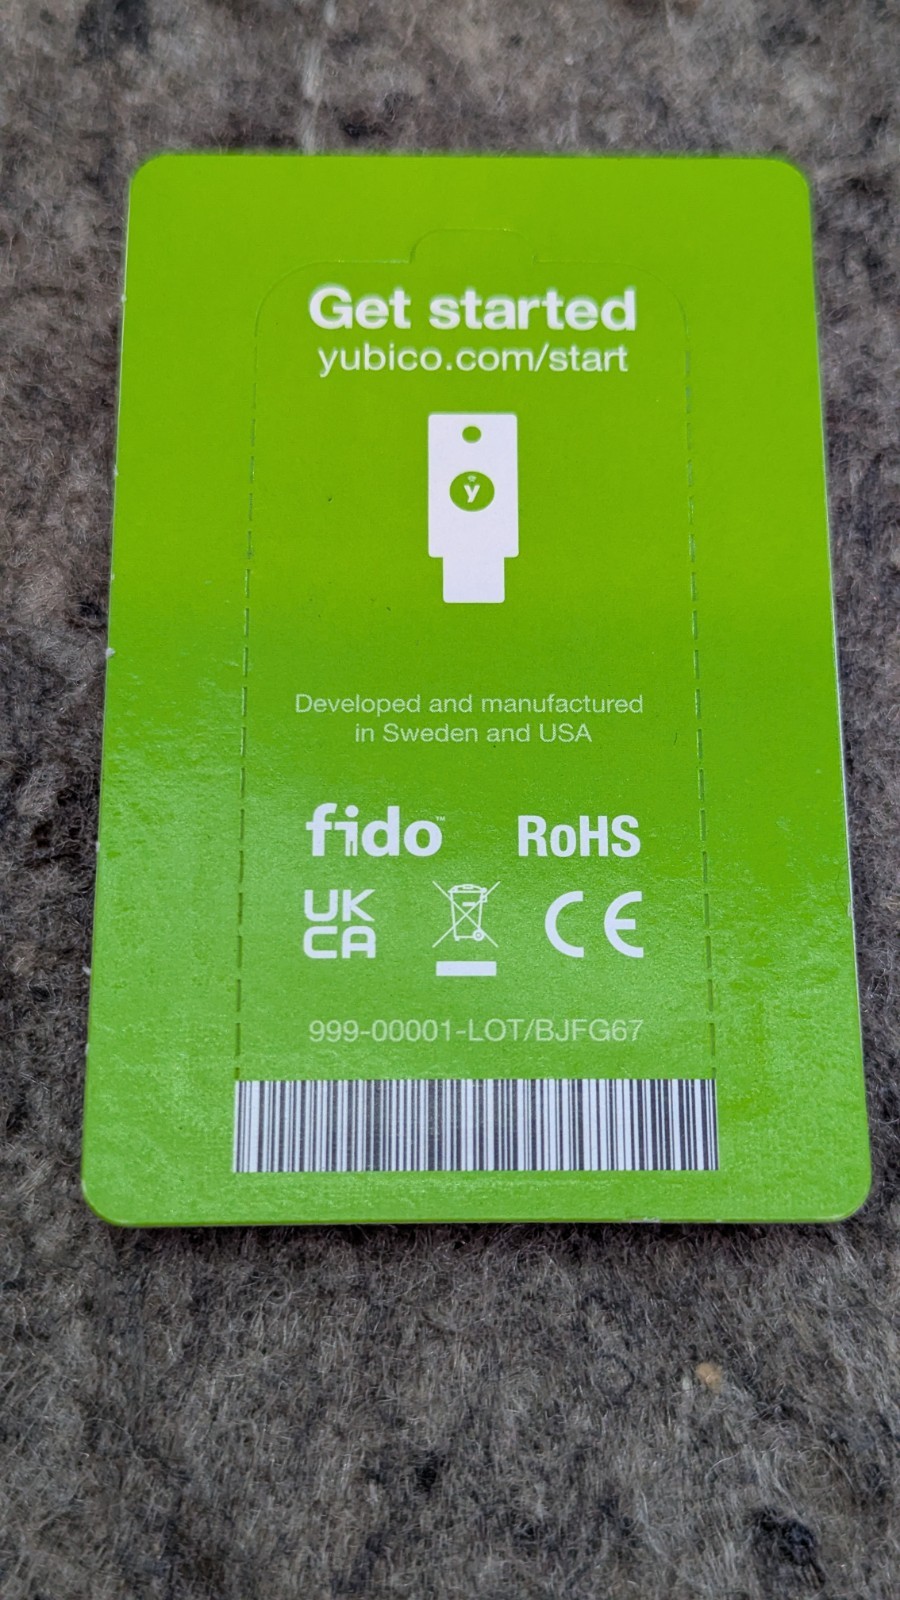 Get started
yubico.com/start
y
Developed and manufactured
in Sweden and USA
fido™ RoHS
UK
CA CE
999-00001-LOT/BJFG67